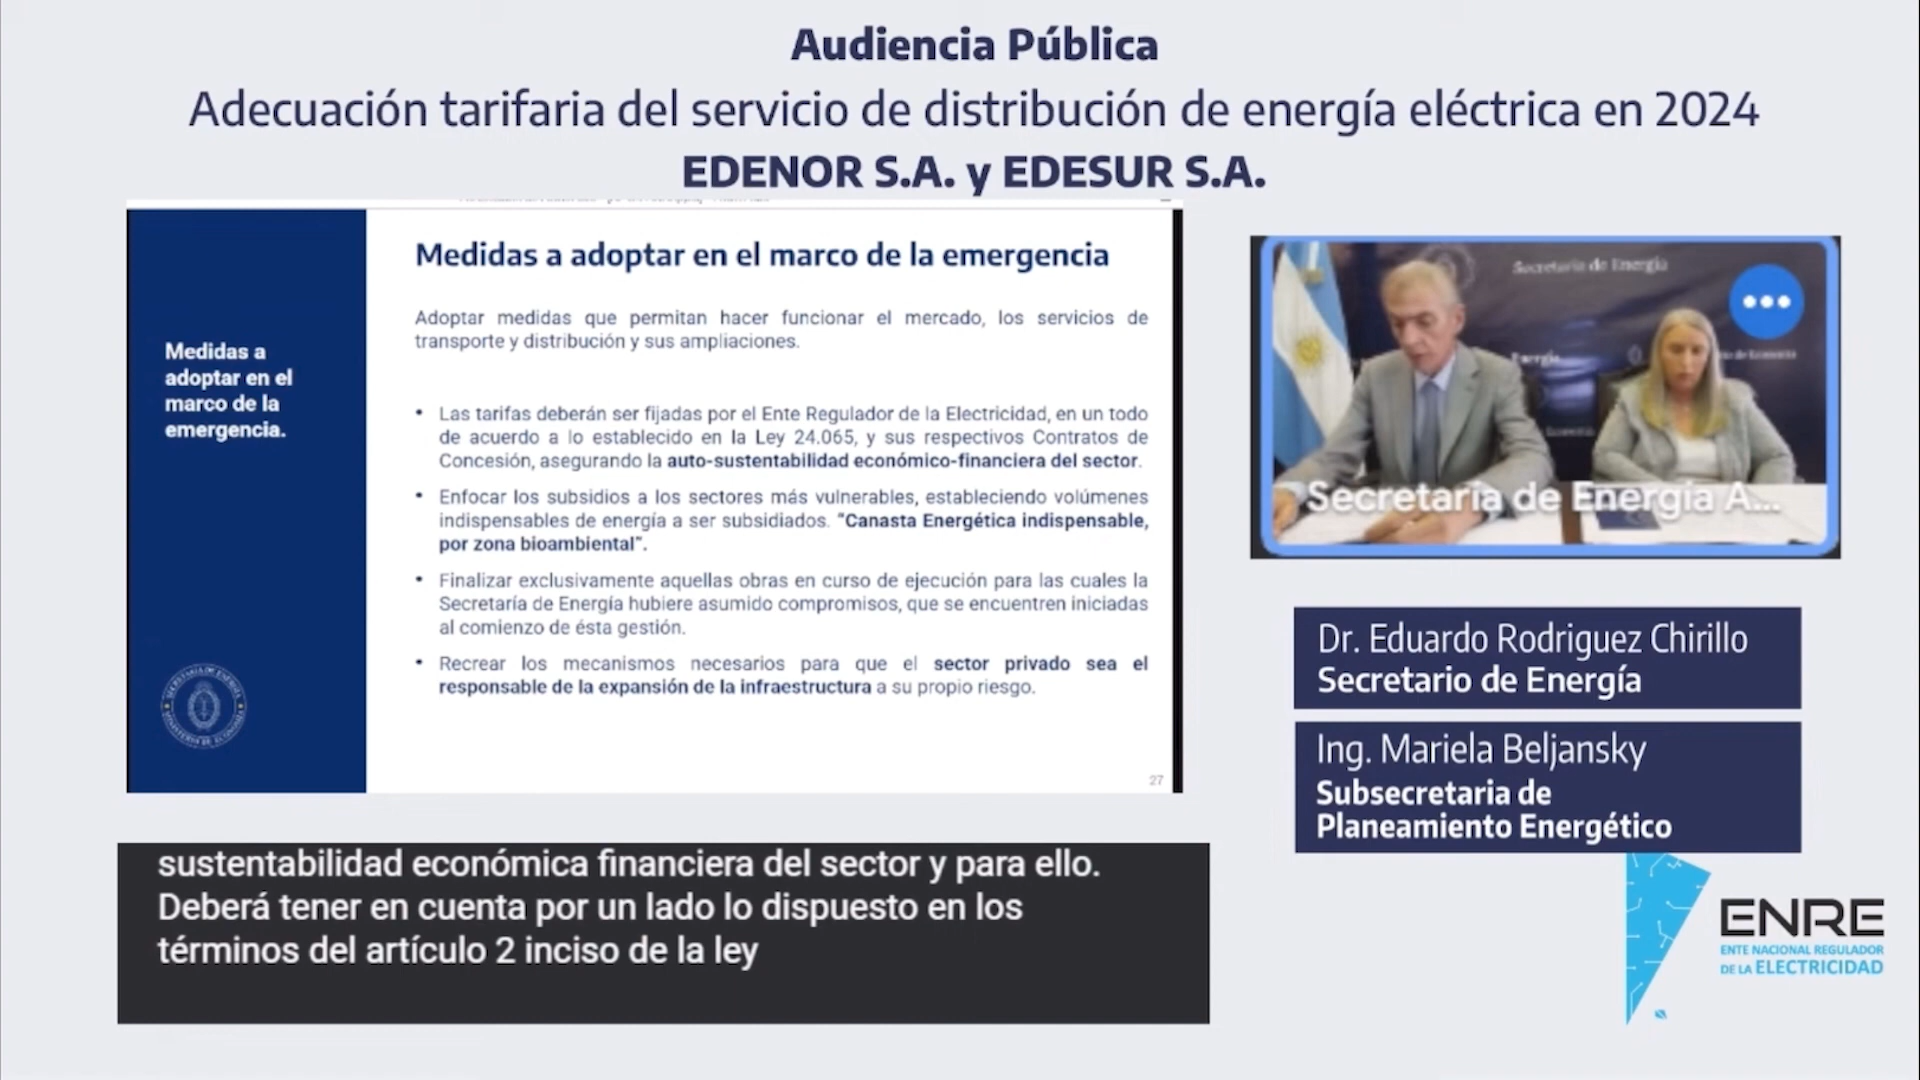 Audiencia Pública
Adecuación tarifaria del servicio de distribución de energía eléctrica en 2024
EDENOR S.A. y EDESUR S.A.
Medidas a
adoptar en el
marco de la
emergencia.
Medidas a adoptar en el marco de la emergencia
Adoptar medidas que permitan hacer funcionar el mercado, los servicios de
transporte y distribución y sus ampliaciones.
• Las tarifas deberán ser fijadas por el Ente Regulador de la Electricidad, en un todo
de acuerdo a lo establecido en la Ley 24.065, y sus respectivos Contratos de
Concesión, asegurando la auto-sustentabilidad económico-financiera del sector.
• Enfocar los subsidios a los sectores más vulnerables, estableciendo volúmenes
indispensables de energía a ser subsidiados. "Canasta Energética indispensable,
por zona bioambiental".
• Finalizar exclusivamente aquellas obras en curso de ejecución para las cuales la
Secretaría de Energía hubiere asumido compromisos, que se encuentren iniciadas
al comienzo de ésta gestión.
• Recrear los mecanismos necesarios para que el sector privado sea el
responsable de la expansión de la infraestructura a su propio riesgo.
27
Secretaría de Energía
Energía
de Economía
Secretaría de Energía A...
Dr. Eduardo Rodriguez Chirillo
Secretario de Energía
Ing. Mariela Beljansky
Subsecretaria de
Planeamiento Energético
sustentabilidad económica financiera del sector y para ello.
Deberá tener en cuenta por un lado lo dispuesto en los
términos del artículo 2 inciso de la ley
ENRE
ENTE NACIONAL REGULADOR
DE LA ELECTRICIDAD